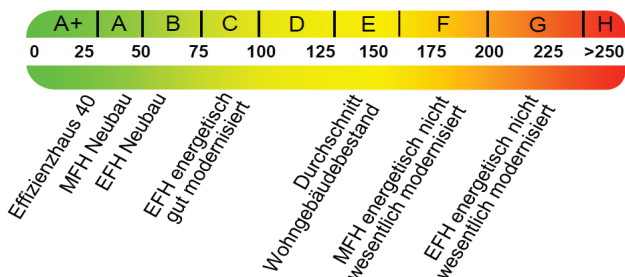 A+ A B C D E F G H
0 25 50 75 100 125 150 175 200 225 >250
Effizienzhaus 40
MFH Neubau
EFH Neubau
EFH energetisch
gut modernisiert
Durchschnitt
Wohngebäudebestand
MFH energetisch nicht
wesentlich modernisiert
EFH energetisch nicht
wesentlich modernisiert